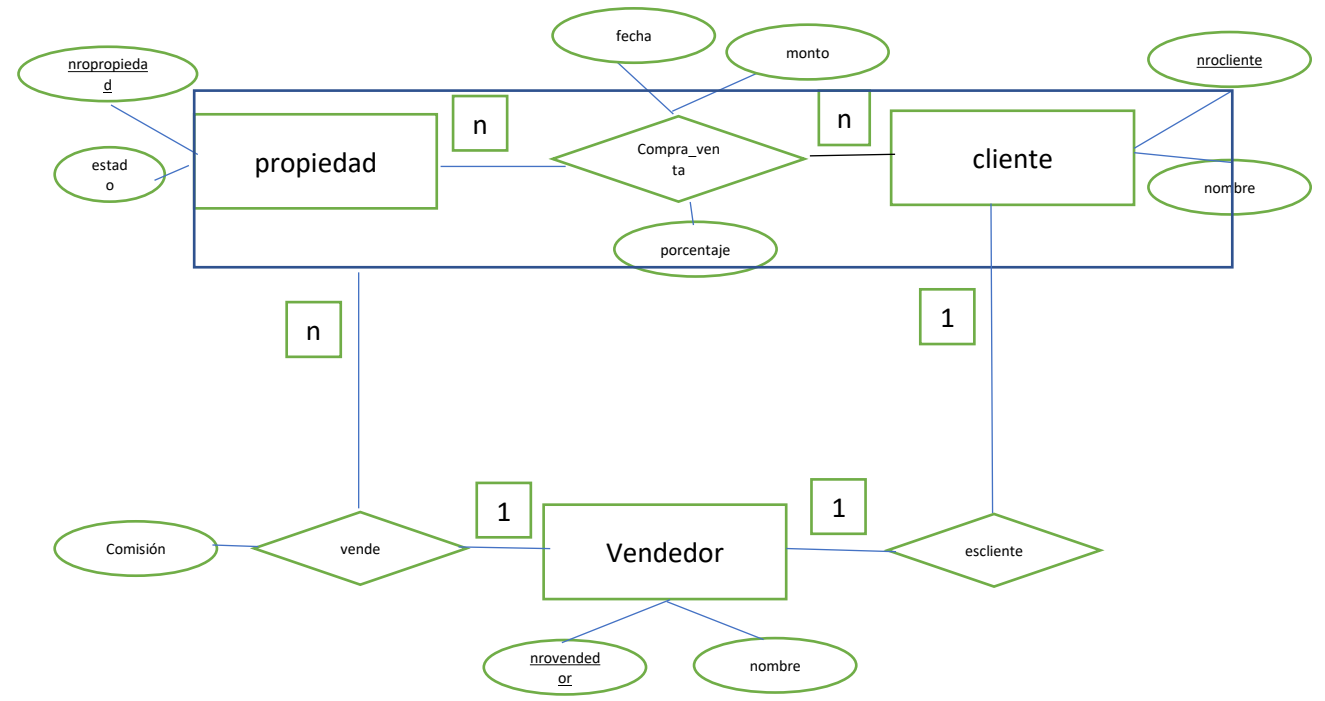 fecha
monto
nropropieda
d
nrocliente
n
n
estad
o
propiedad
Compra_ven
ta
cliente
nombre
porcentaje
n
1
1
1
Comisión
vende
Vendedor
escliente
nrovended
or
nombre